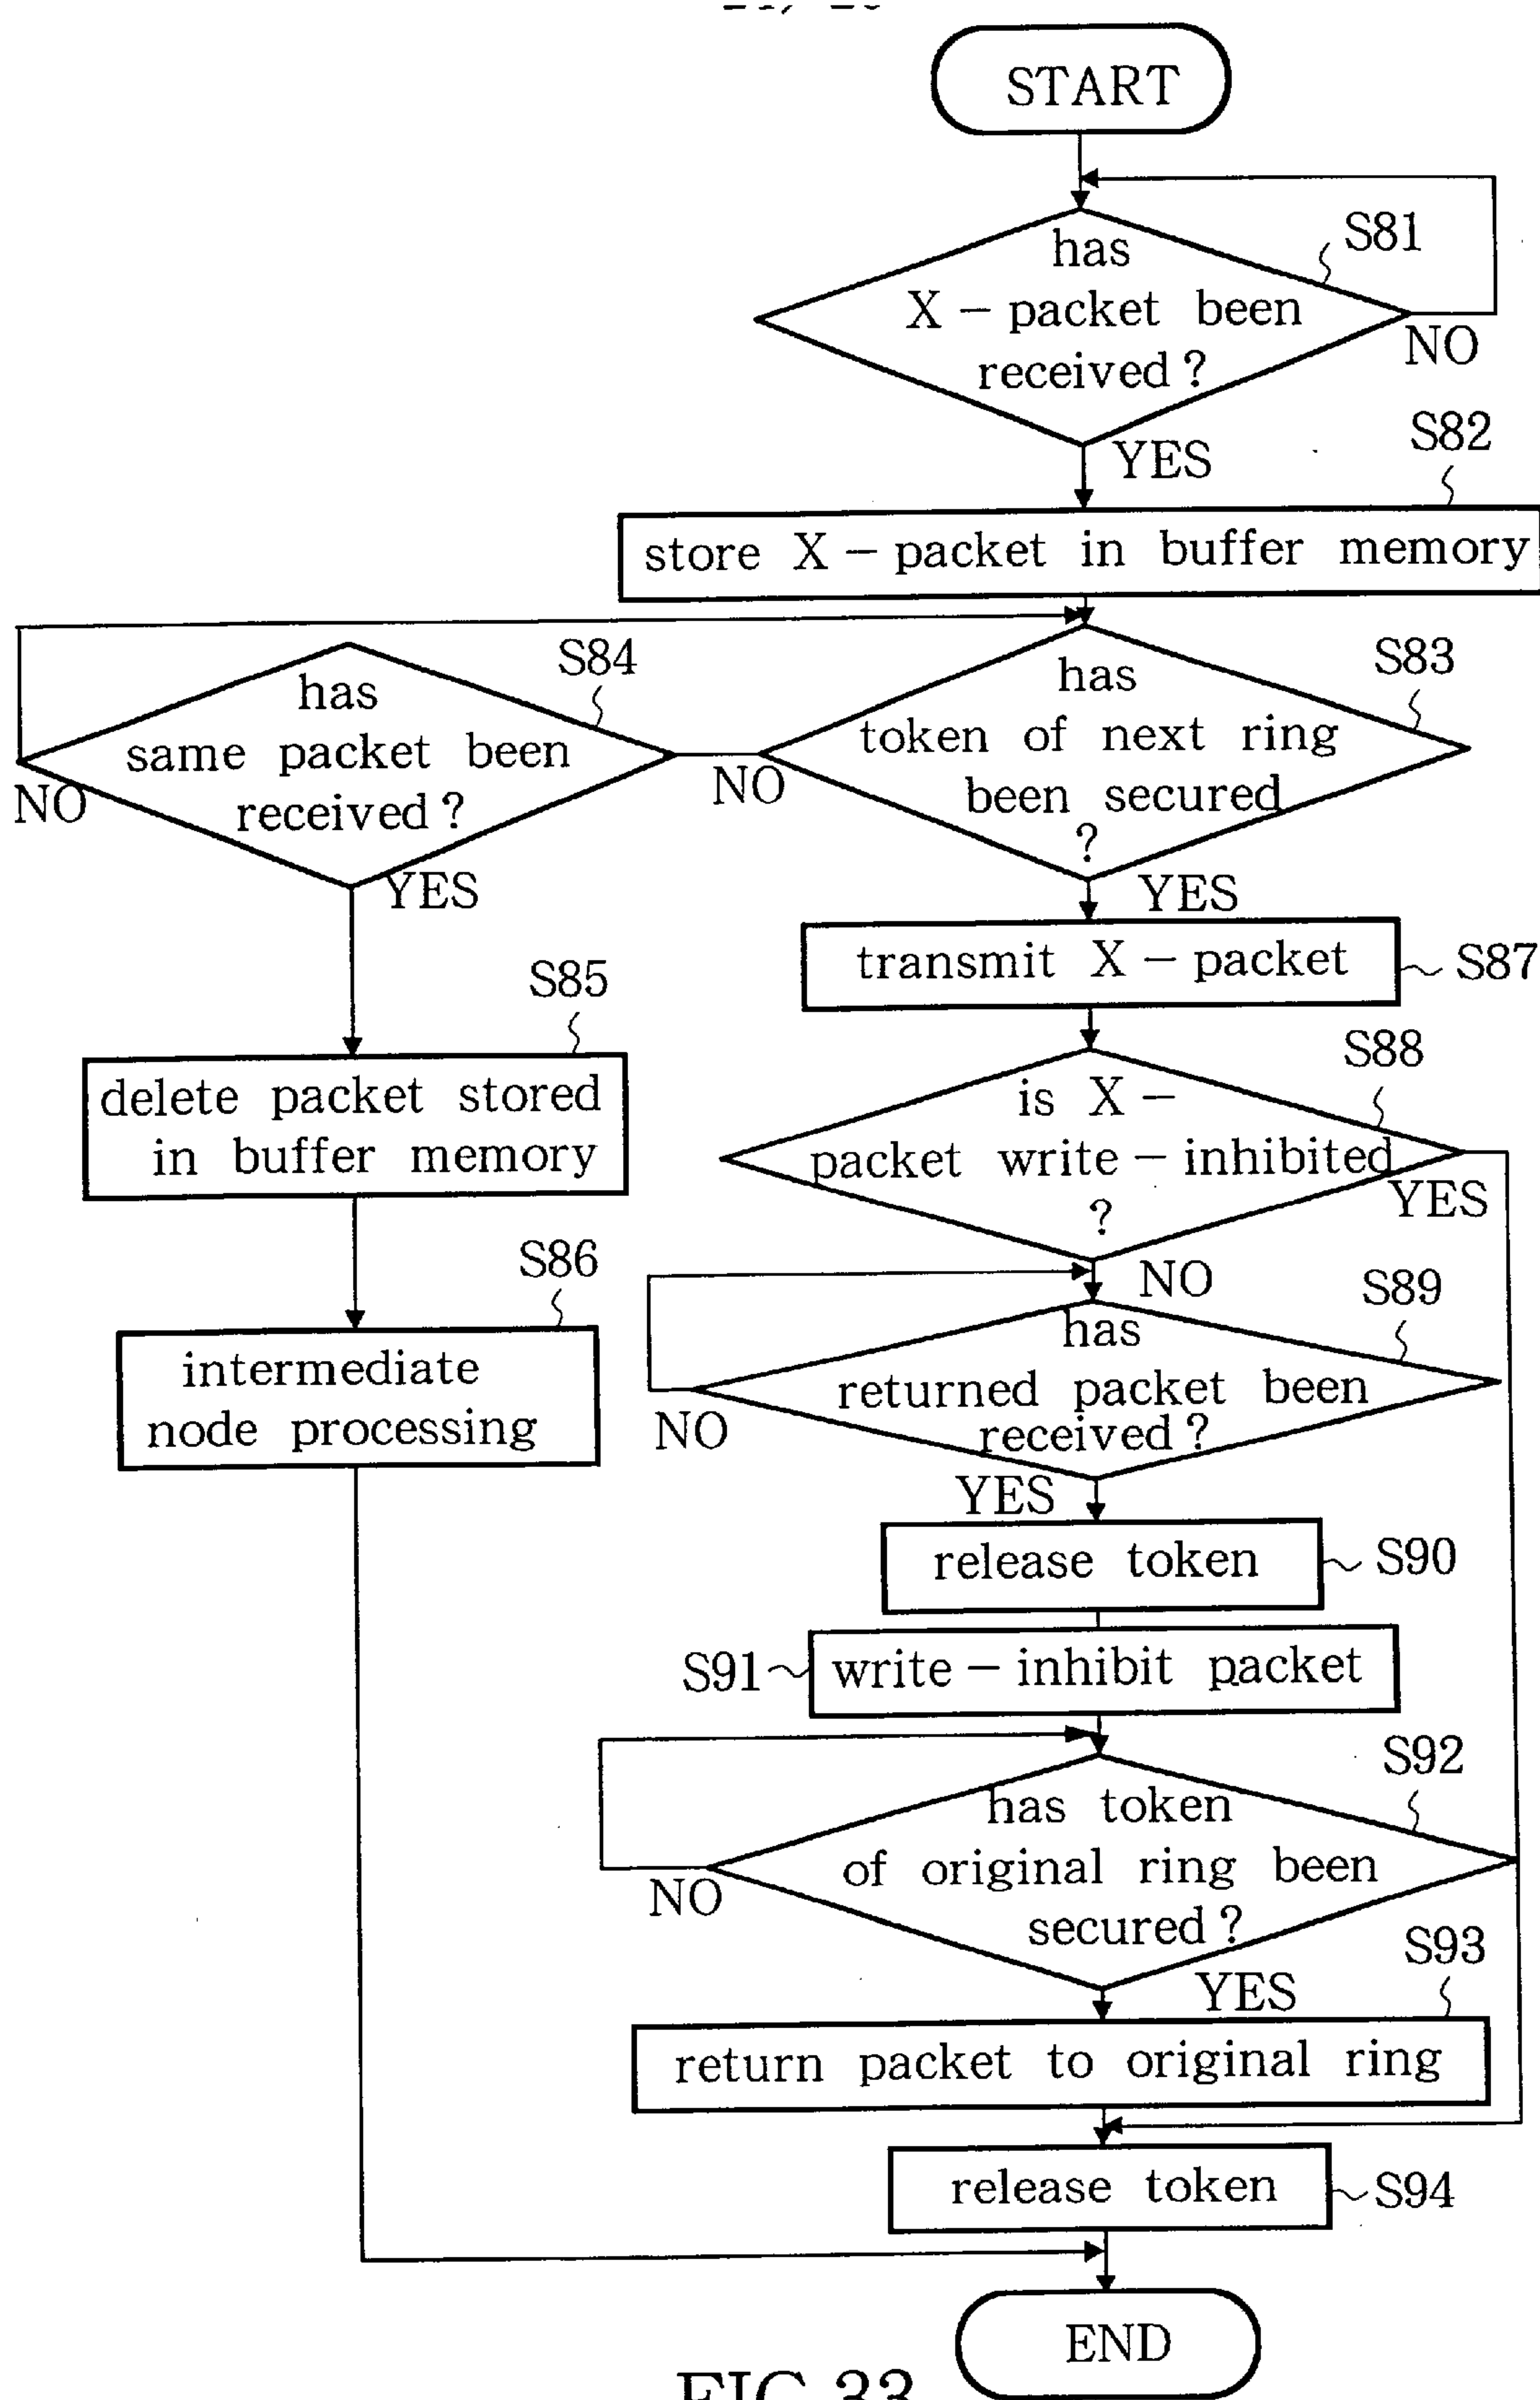 START
has
X - packet been
received ?
S81
NO
YES
S82
store X - packet in buffer memory
has
token of next ring
been secured
?
S83
NO
YES
has
same packet been
received ?
S84
NO
YES
S85
delete packet stored
in buffer memory
S86
intermediate
node processing
transmit X - packet
S87
is X -
packet write - inhibited
?
S88
YES
NO
has
returned packet been
received ?
S89
NO
YES
release token
S90
S91
write - inhibit packet
has token
of original ring been
secured ?
S92
NO
YES
S93
return packet to original ring
release token
S94
END
FIG.33